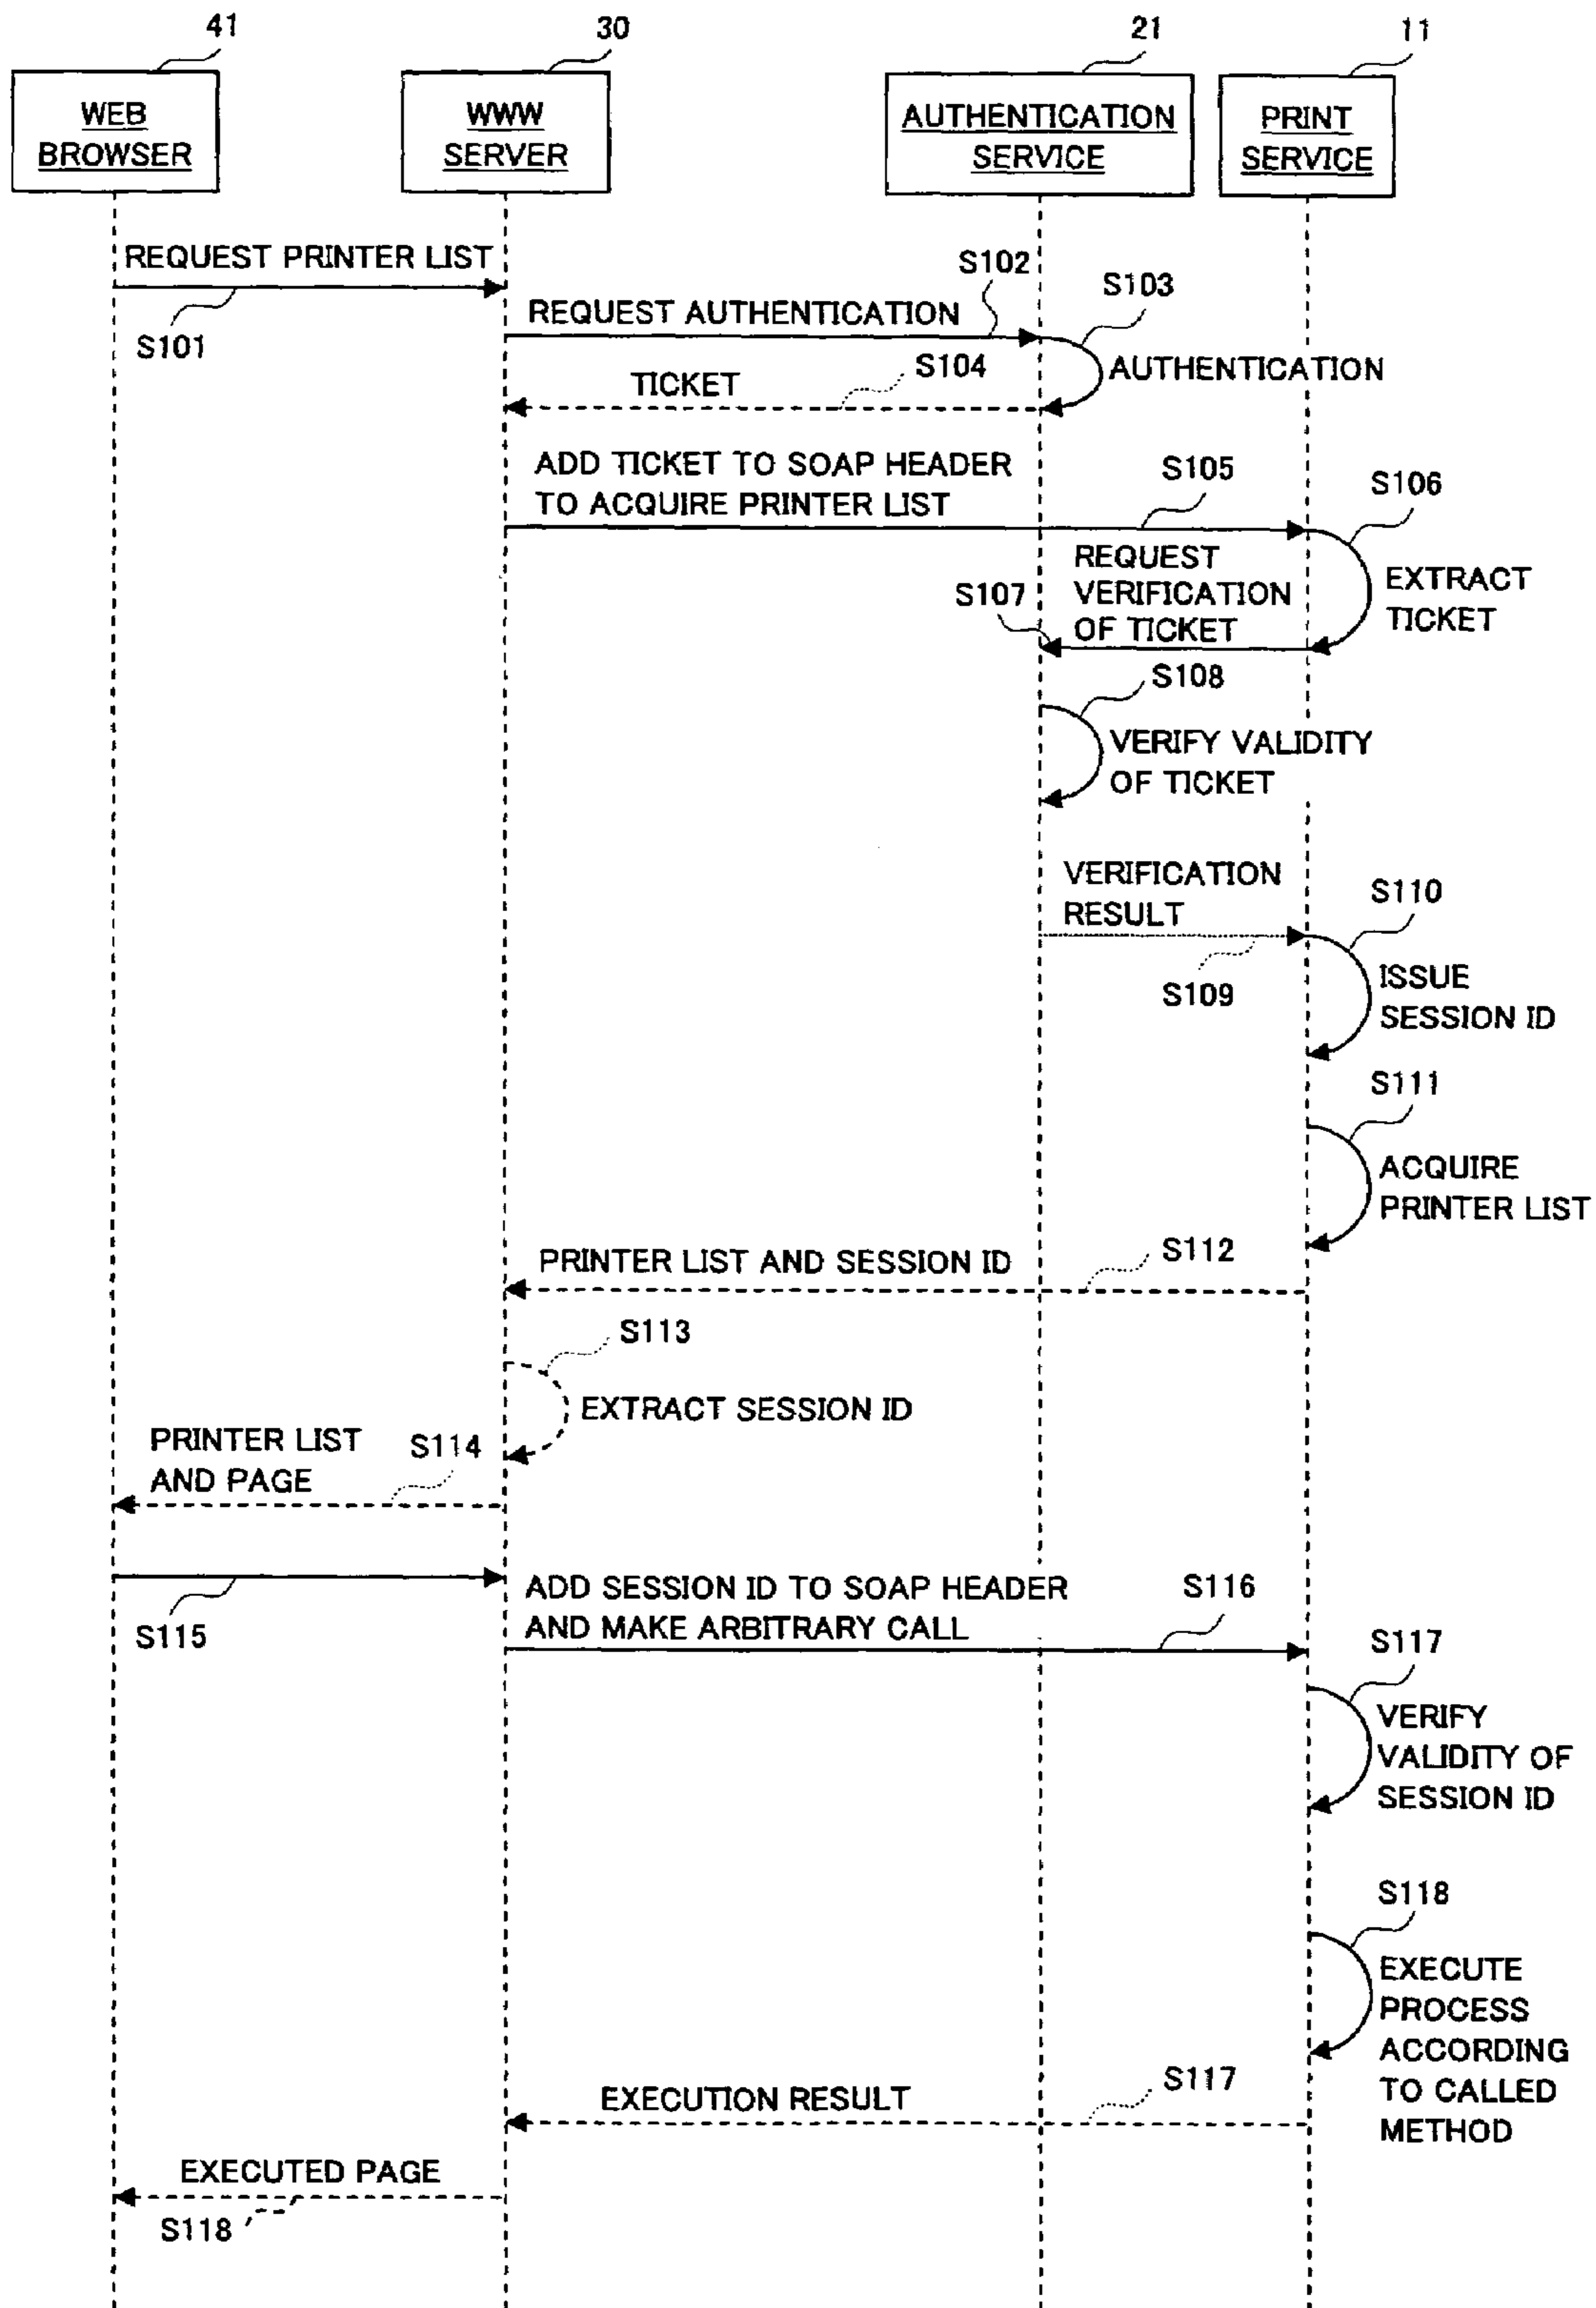 41
30
21
11
WEB
BROWSER
WWW
SERVER
AUTHENTICATION
SERVICE
PRINT
SERVICE
REQUEST PRINTER LIST
S101
S102
REQUEST AUTHENTICATION
S103
AUTHENTICATION
S104
TICKET
ADD TICKET TO SOAP HEADER
TO ACQUIRE PRINTER LIST
S105
S106
EXTRACT
TICKET
REQUEST
VERIFICATION
OF TICKET
S107
S108
VERIFY VALIDITY
OF TICKET
VERIFICATION
RESULT
S109
S110
ISSUE
SESSION ID
S111
ACQUIRE
PRINTER LIST
PRINTER LIST AND SESSION ID
S112
S113
EXTRACT SESSION ID
PRINTER LIST
AND PAGE
S114
S115
ADD SESSION ID TO SOAP HEADER
AND MAKE ARBITRARY CALL
S116
S117
VERIFY
VALIDITY OF
SESSION ID
S118
EXECUTE
PROCESS
ACCORDING
TO CALLED
METHOD
EXECUTION RESULT
S117
EXECUTED PAGE
S118